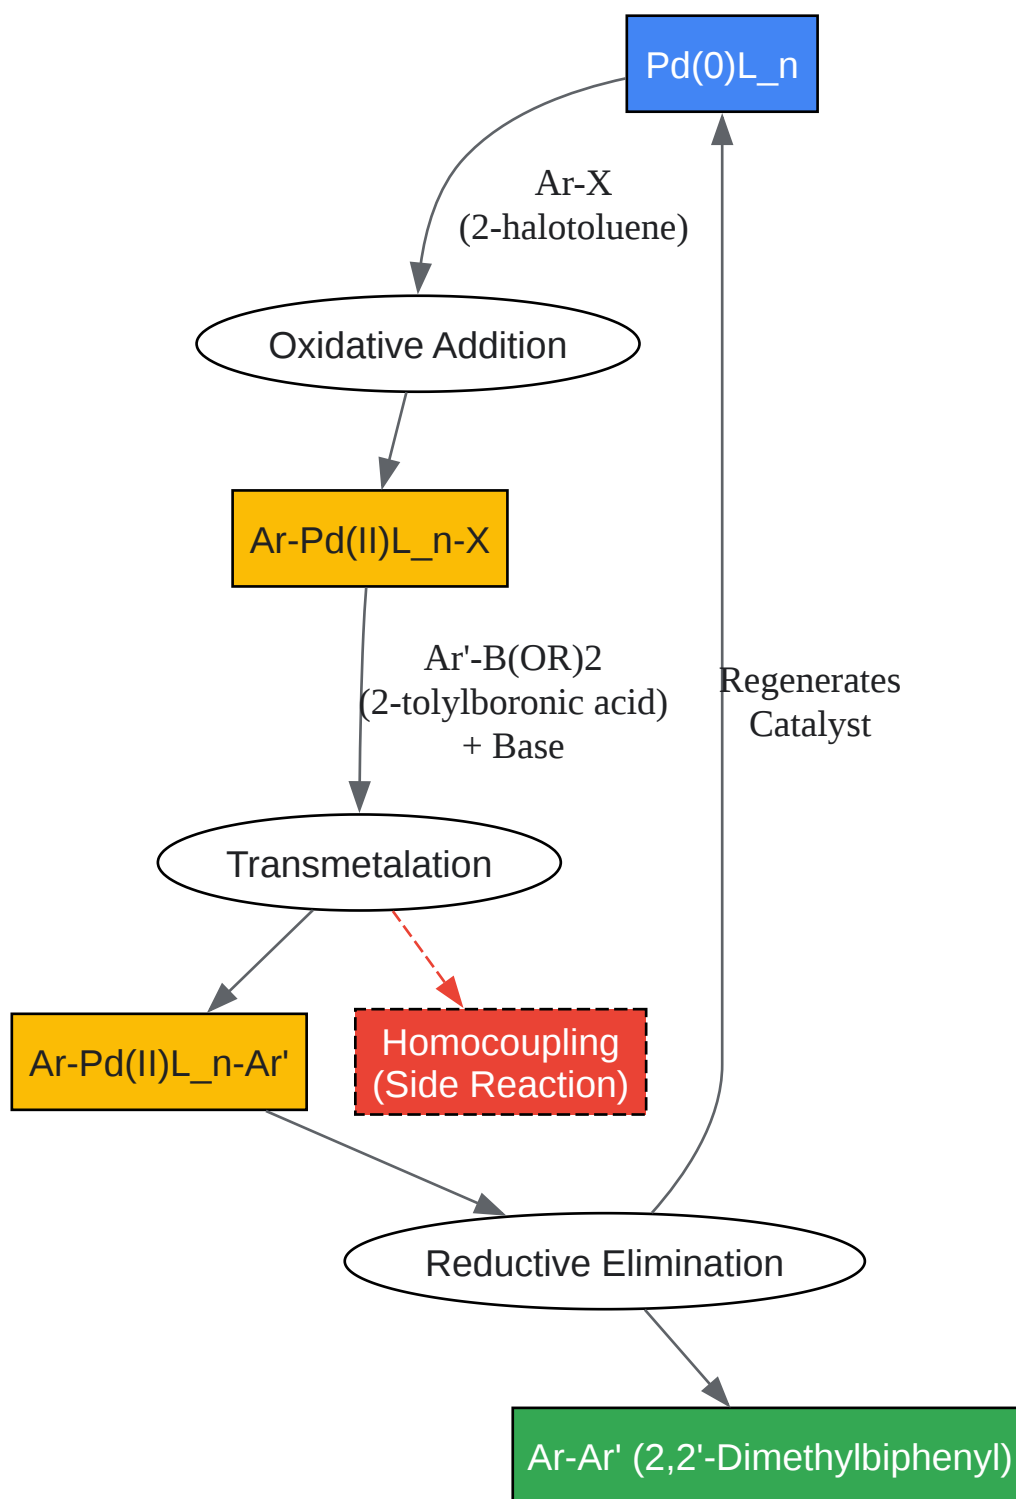 Pd(0)L_n
Ar-X
(2-halotoluene)
Oxidative Addition
Ar-Pd(II)L_n-X
Ar'-B(OR)2
(2-tolylboronic acid)
+ Base
Regenerates
Catalyst
Transmetalation
Ar-Pd(II)L_n-Ar'
Homocoupling
(Side Reaction)
Reductive Elimination
Ar-Ar' (2,2'-Dimethylbiphenyl)